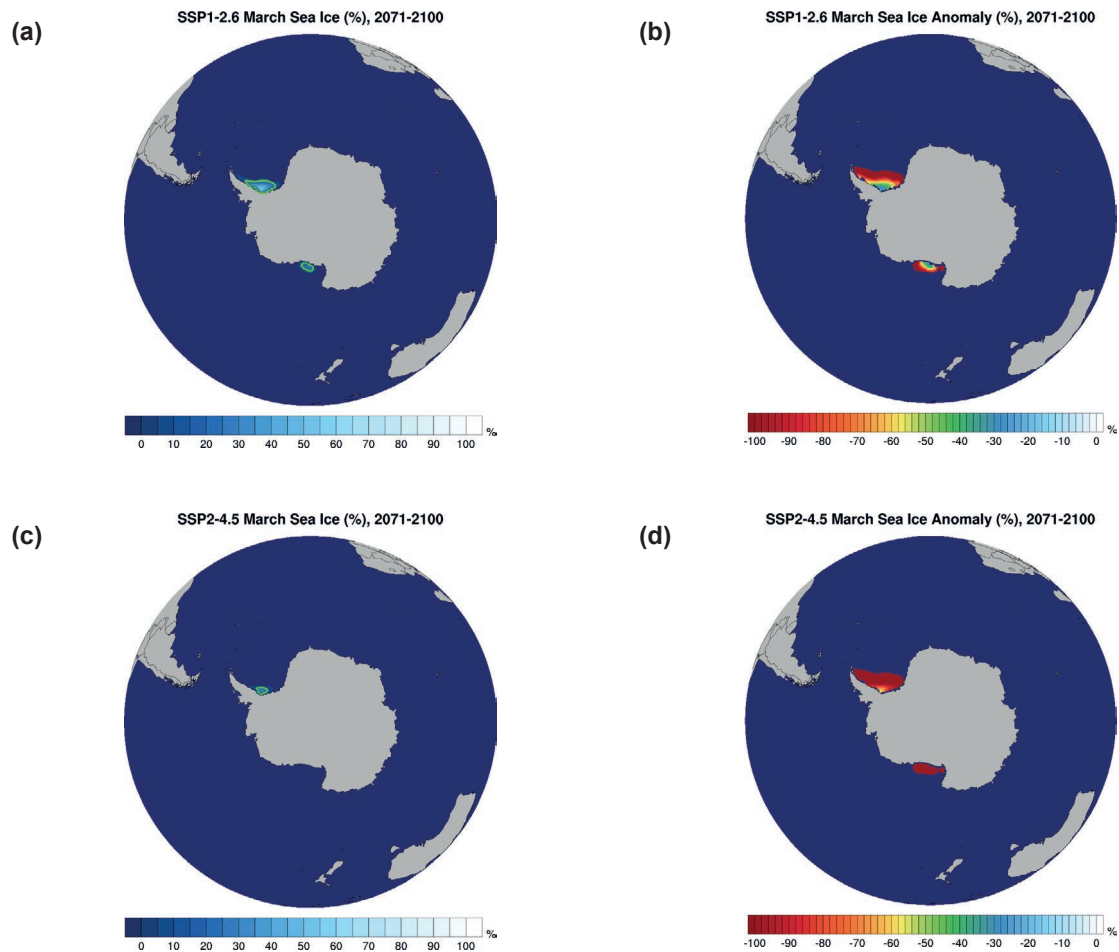 (a)
SSP1-2.6 March Sea Ice (%), 2071-2100
0 10 20 30 40 50 60 70 80 90 100 %
(b)
SSP1-2.6 March Sea Ice Anomaly (%), 2071-2100
-100 -90 -80 -70 -60 -50 -40 -30 -20 -10 0 %
(c)
SSP2-4.5 March Sea Ice (%), 2071-2100
0 10 20 30 40 50 60 70 80 90 100 %
(d)
SSP2-4.5 March Sea Ice Anomaly (%), 2071-2100
-100 -90 -80 -70 -60 -50 -40 -30 -20 -10 0 %